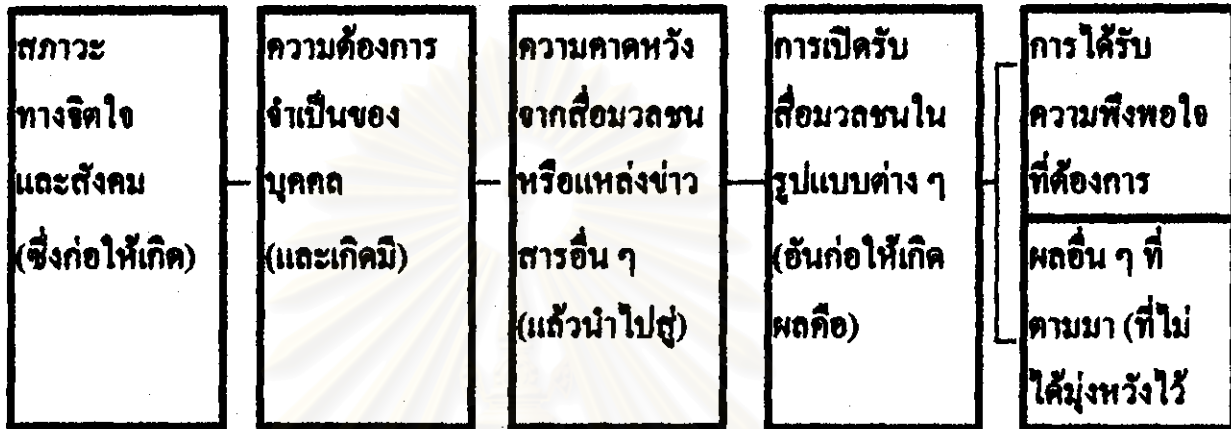 สภาวะ
ทางจิตใจ
และสังคม
(ซึ่งก่อให้เกิด)
ความต้องการ
จำเป็นของ
บุคคล
(และเกิดมี)
ความคาดหวัง
จากสื่อมวลชน
หรือแหล่งข่าว
สารอื่น ๆ
(แล้วนำไปสู่)
การเปิดรับ
สื่อมวลชนใน
รูปแบบต่าง ๆ
(อันก่อให้เกิด
ผลคือ)
การได้รับ
ความพึงพอใจ
ที่ต้องการ
ผลอื่น ๆ ที่
ตามมา (ที่ไม่
ได้มุ่งหวังไว้